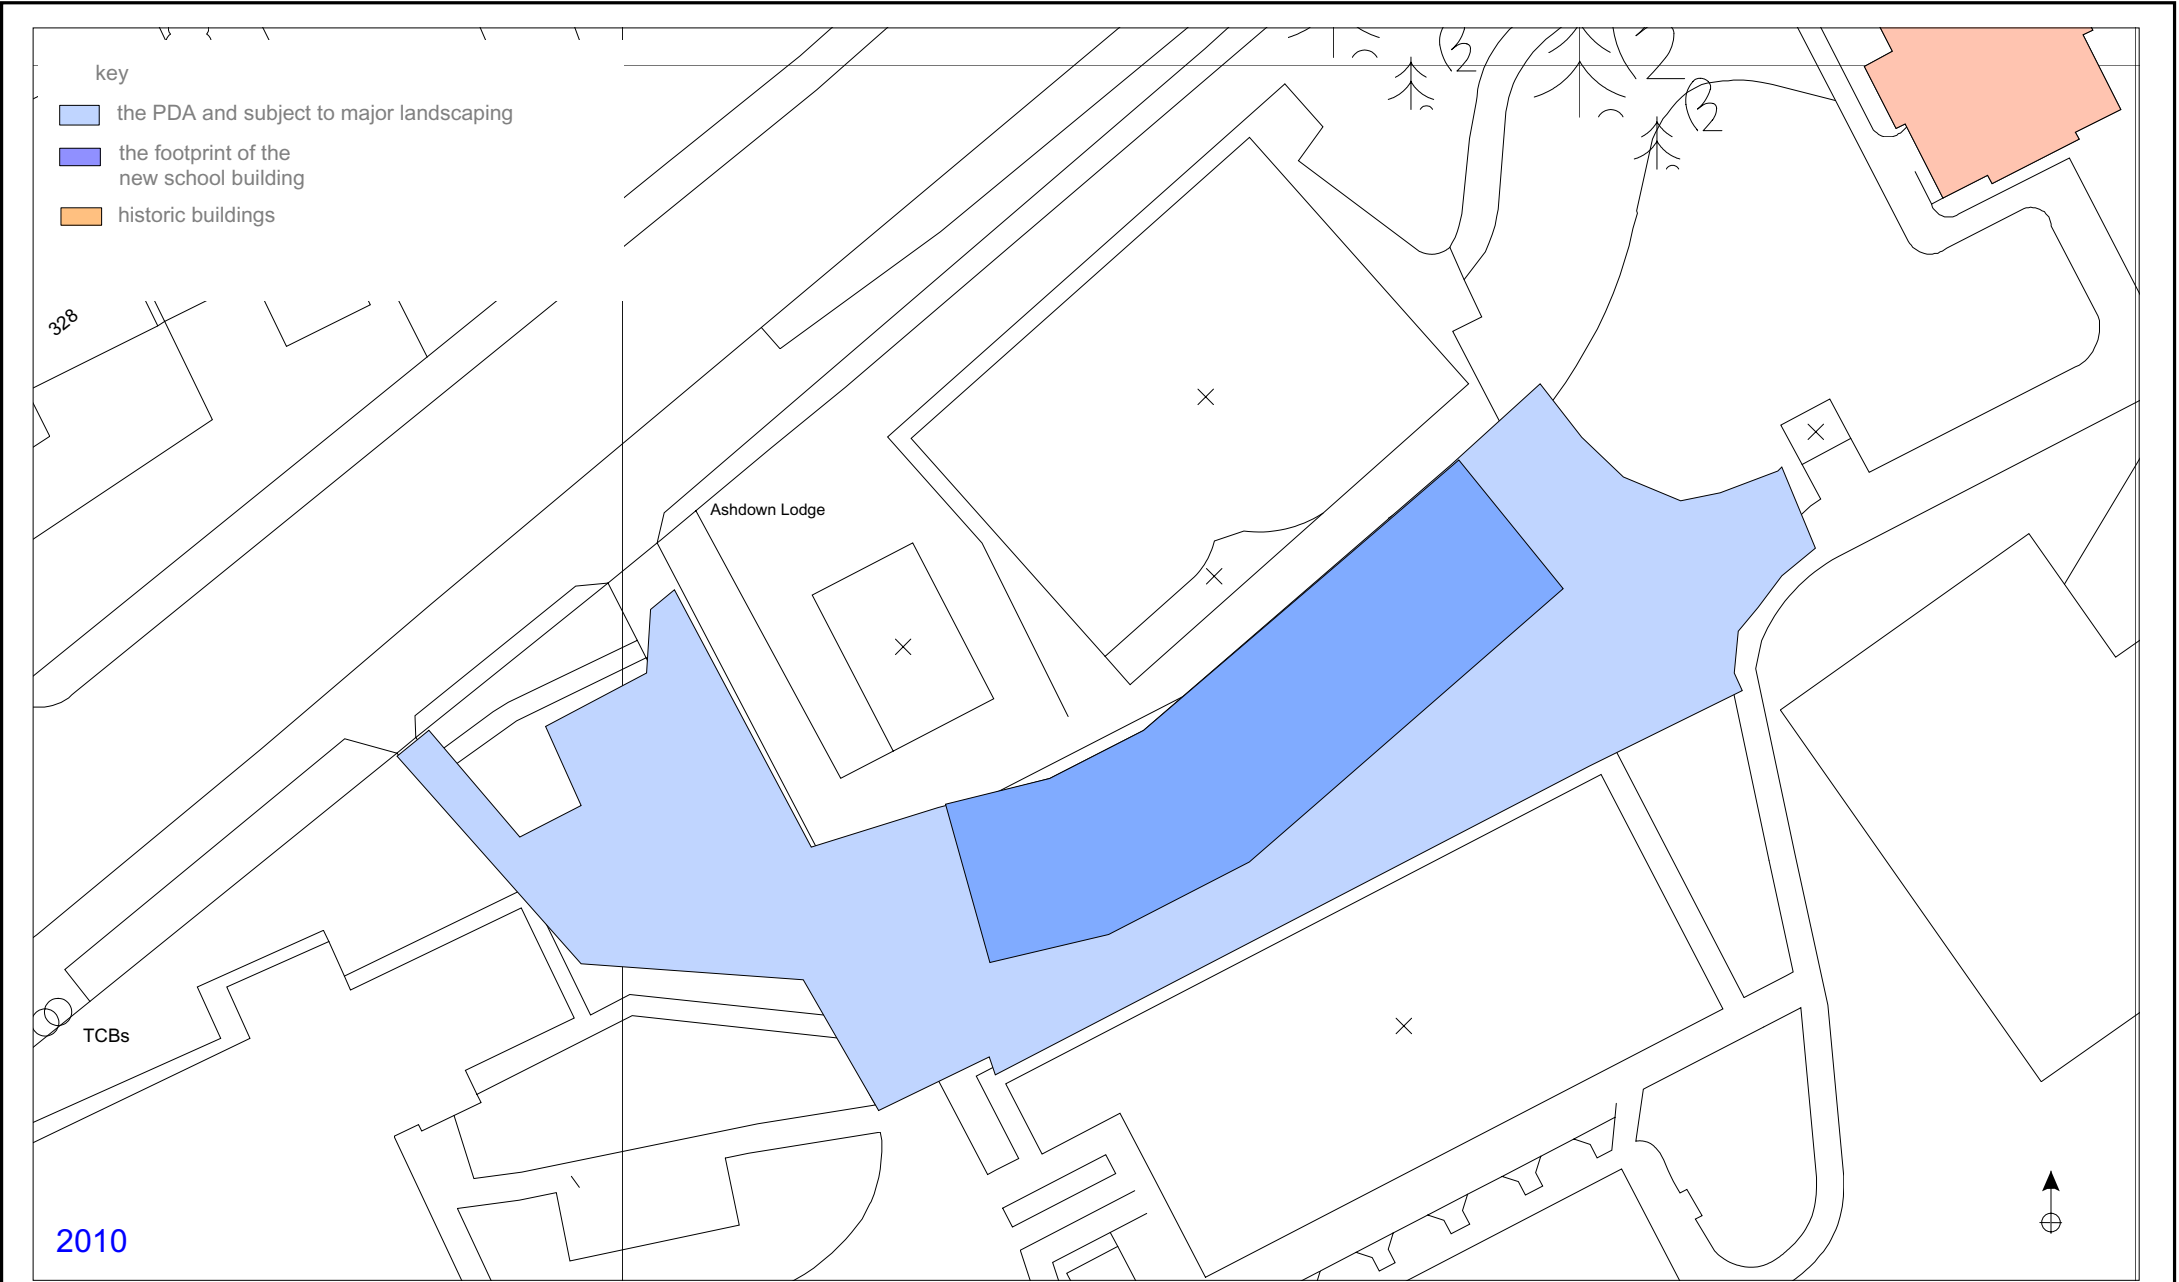 key
the PDA and subject to major landscaping
the footprint of the
new school building
historic buildings
328
Ashdown Lodge
TCBs
2010